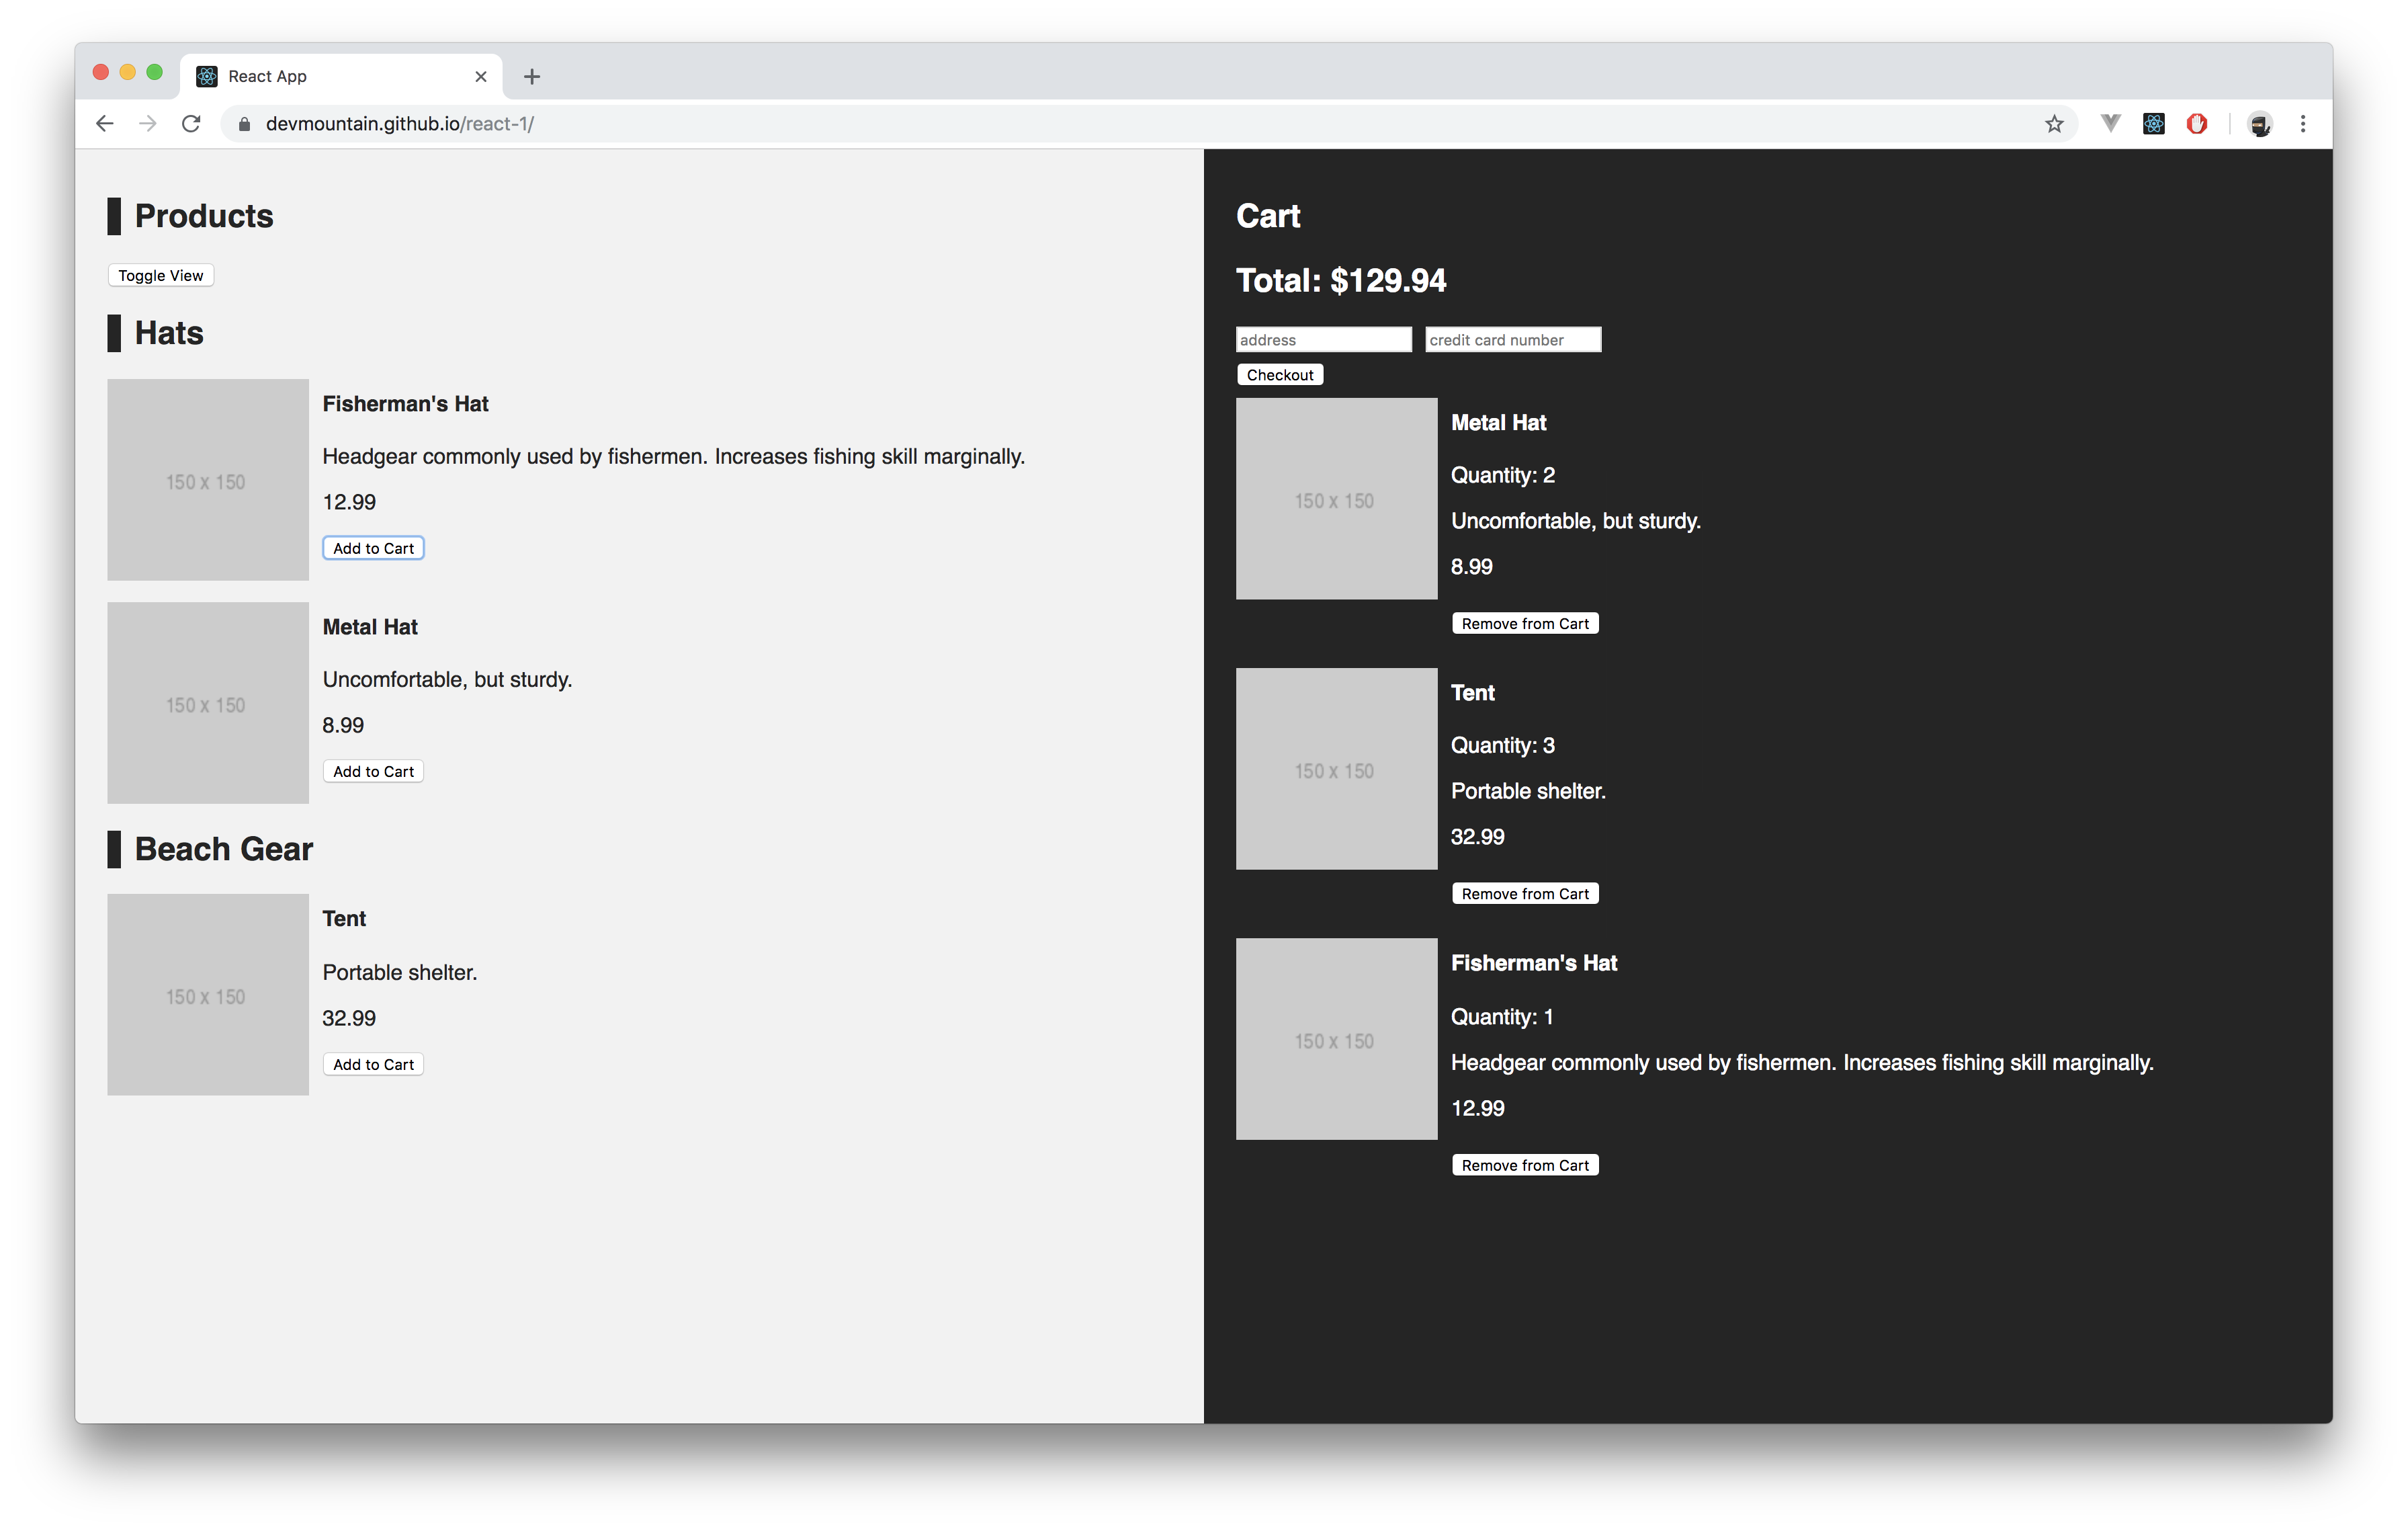 React App
devmountain.github.io/react-1/
Products
Toggle View
Hats
150 x 150
Fisherman's Hat
Headgear commonly used by fishermen. Increases fishing skill marginally.
12.99
Add to Cart
150 x 150
Metal Hat
Uncomfortable, but sturdy.
8.99
Add to Cart
Beach Gear
150 x 150
Tent
Portable shelter.
32.99
Add to Cart
Cart
Total: $129.94
address credit card number
Checkout
150 x 150
Metal Hat
Quantity: 2
Uncomfortable, but sturdy.
8.99
Remove from Cart
150 x 150
Tent
Quantity: 3
Portable shelter.
32.99
Remove from Cart
150 x 150
Fisherman's Hat
Quantity: 1
Headgear commonly used by fishermen. Increases fishing skill marginally.
12.99
Remove from Cart